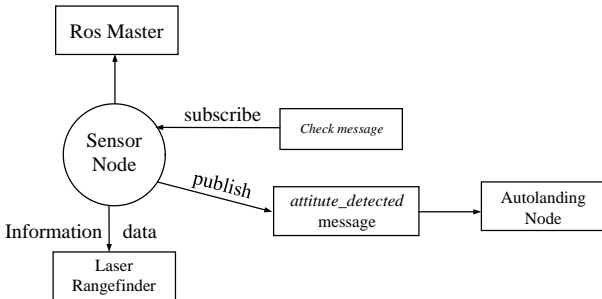 Ros Master
subscribe
Check message
Sensor
Node
publish
attitute_detected
message
Autolanding
Node
Information data
Laser
Rangefinder